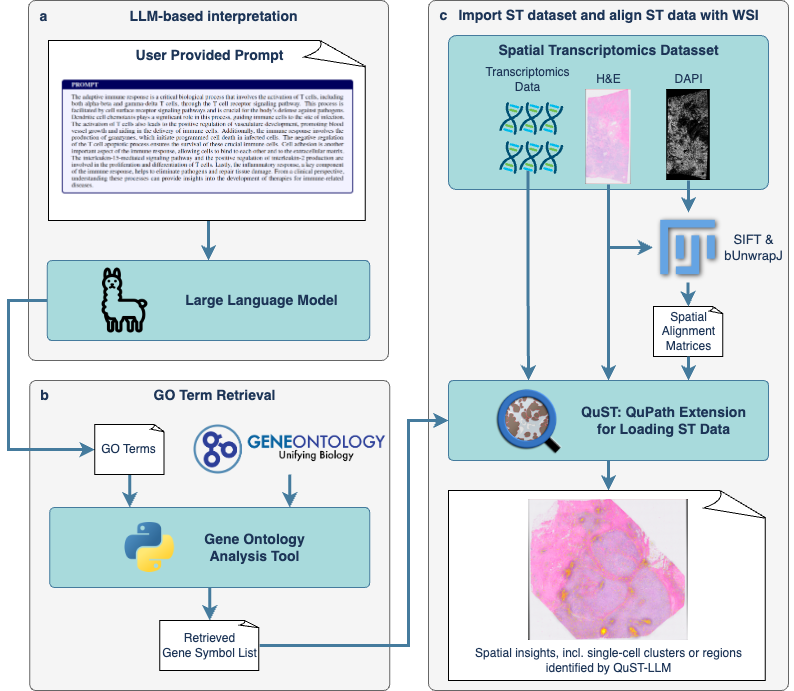 a LLM-based interpretation
User Provided Prompt
PROMPT
The adaptive immune response is a critical biological process that involves the activation of T cells, including
both alpha-beta and gamma-delta T cells, through the T cell receptor signaling pathway. This process is
facilitated by cell surface receptor signaling pathways and is crucial for the body's defense against pathogens.
Dendritic cell chemotaxis plays a significant role in this process, guiding immune cells to the site of infection.
The activation of T cells also leads to the positive regulation of vasculature development, promoting blood
vessel growth and aiding in the delivery of immune cells. Additionally, the immune response involves the
production of granzymes, which initiate programmed cell death in infected cells. The negative regulation
of the T cell apoptotic process ensures the survival of these crucial immune cells. Cell adhesion is another
important aspect of the immune response, allowing cells to bind to each other and to the extracellular matrix.
The interleukin-15-mediated signaling pathway and the positive regulation of interleukin-2 production are
involved in the proliferation and differentiation of T cells. Lastly, the inflammatory response, a key component
of the immune response, helps to eliminate pathogens and repair tissue damage. From a clinical perspective,
understanding these processes can provide insights into the development of therapies for immune-related
diseases.
Large Language Model
b GO Term Retrieval
GO Terms
GENEONTOLOGY
Unifying Biology
Gene Ontology
Analysis Tool
Retrieved
Gene Symbol List
c Import ST dataset and align ST data with WSI
Spatial Transcriptomics Datasset
Transcriptomics
Data
H&E
DAPI
SIFT &
bUnwrapJ
Spatial
Alignment
Matrices
QuST: QuPath Extension
for Loading ST Data
Spatial insights, incl. single-cell clusters or regions
identified by QuST-LLM